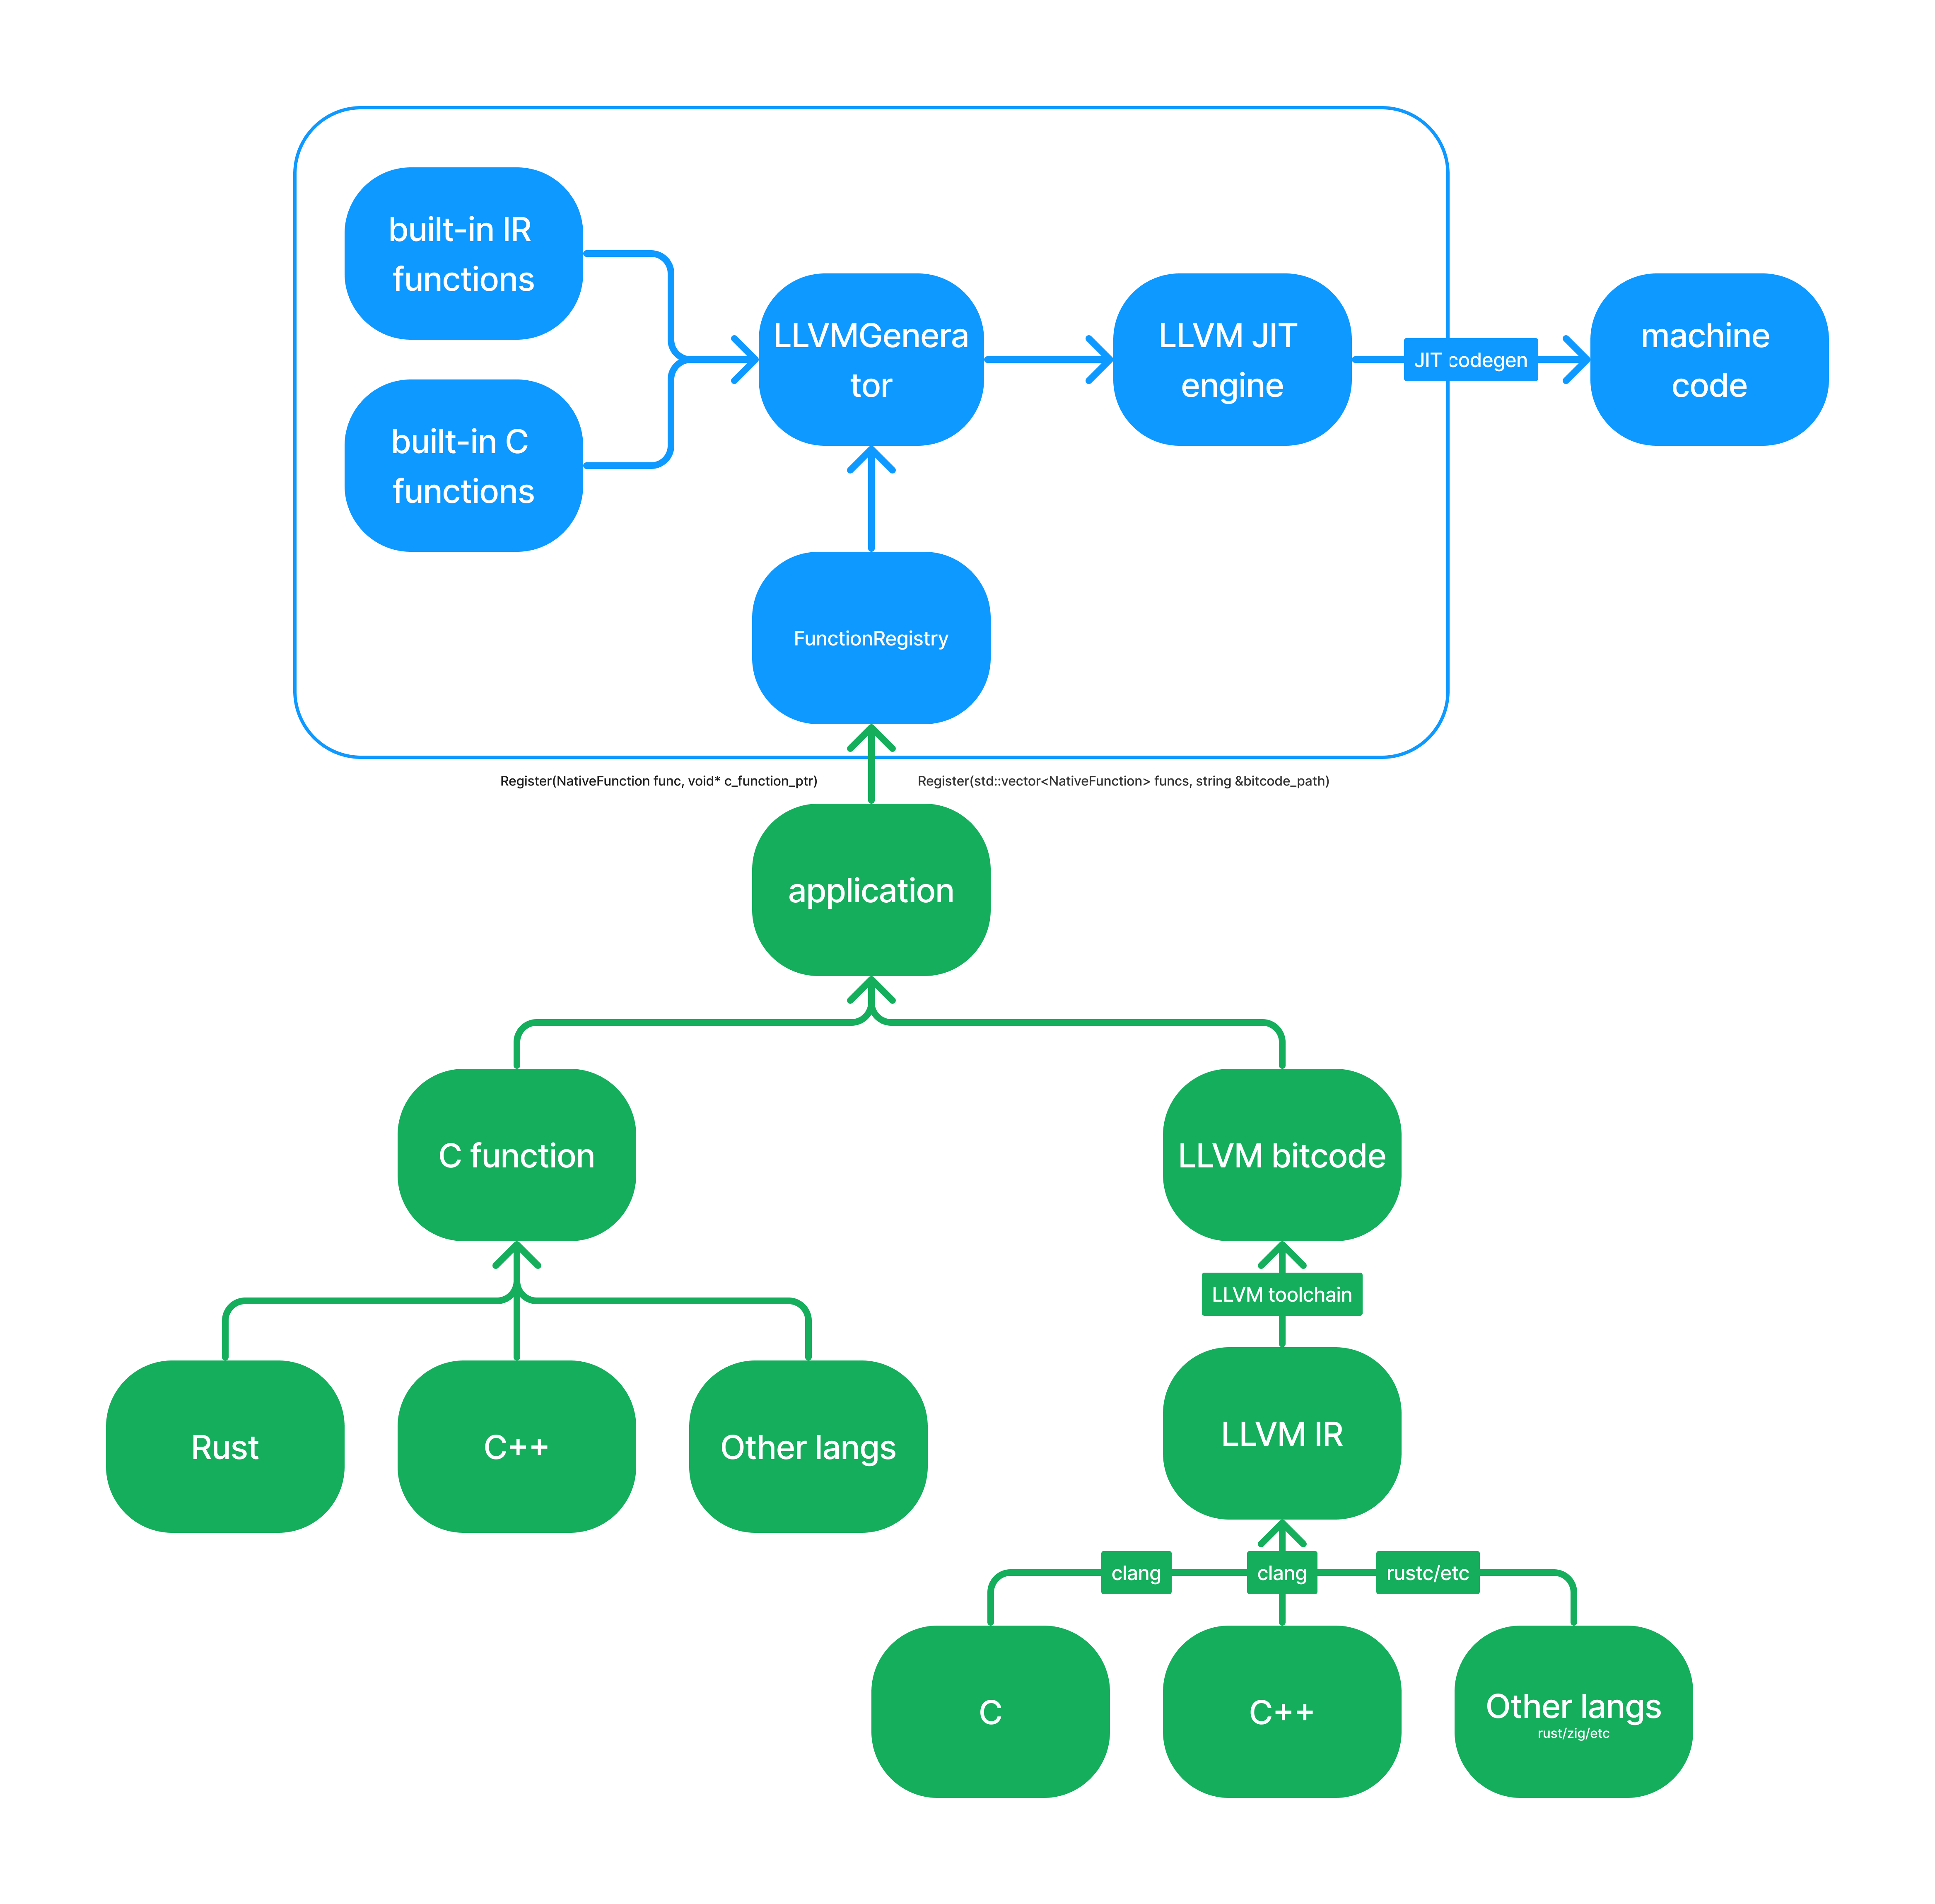 built-in IR
functions
built-in C
functions
LLVMGenera
tor
LLVM JIT
engine
JIT codegen
machine
code
FunctionRegistry
Register(NativeFunction func, void* c_function_ptr)
Register(std::vector<NativeFunction> funcs, string &bitcode_path)
application
C function
LLVM bitcode
LLVM toolchain
Rust
C++
Other langs
LLVM IR
clang
clang
rustc/etc
C
C++
Other langs
rust/zig/etc